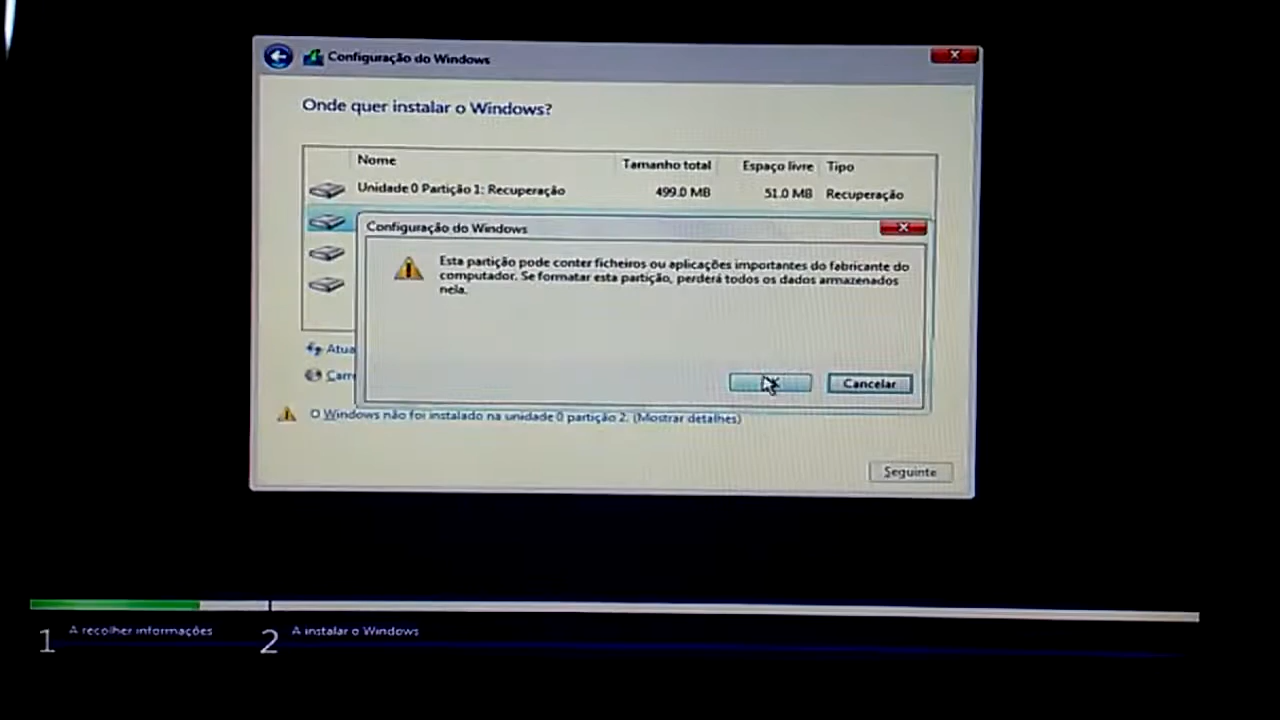 Configuração do Windows
Onde quer instalar o Windows?
Nome Tamanho total Espaço livre Tipo
Unidade 0 Partição 1: Recuperação 499.0 MB 51.0 MB Recuperação
Configuração do Windows
Esta partição pode conter ficheiros ou aplicações importantes do fabricante do
computador. Se formatar esta partição, perderá todos os dados armazenados
nela.
Cancelar
Atua
Carre
O Windows não foi instalado na unidade 0 partição 2. (Mostrar detalhes)
Seguinte
1 A recolher informações 2 A instalar o Windows